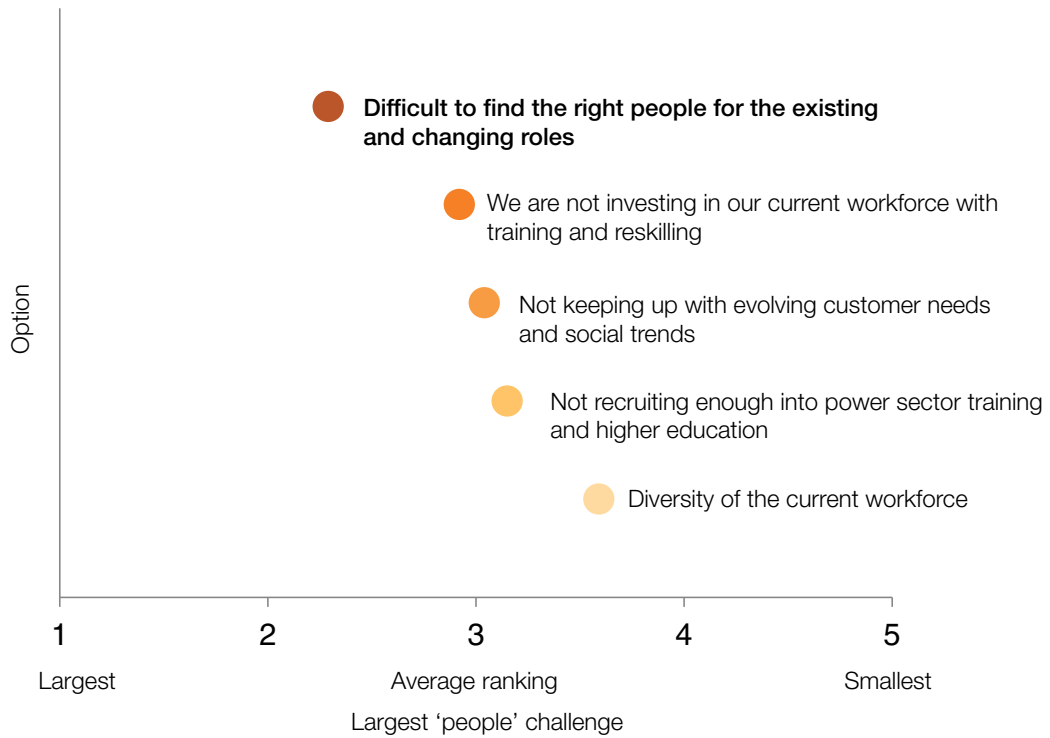 Difficult to find the right people for the existing
and changing roles
We are not investing in our current workforce with
training and reskilling
Not keeping up with evolving customer needs
and social trends
Not recruiting enough into power sector training
and higher education
Diversity of the current workforce
Option
1 2 3 4 5
Largest Average ranking Smallest
Largest ‘people’ challenge